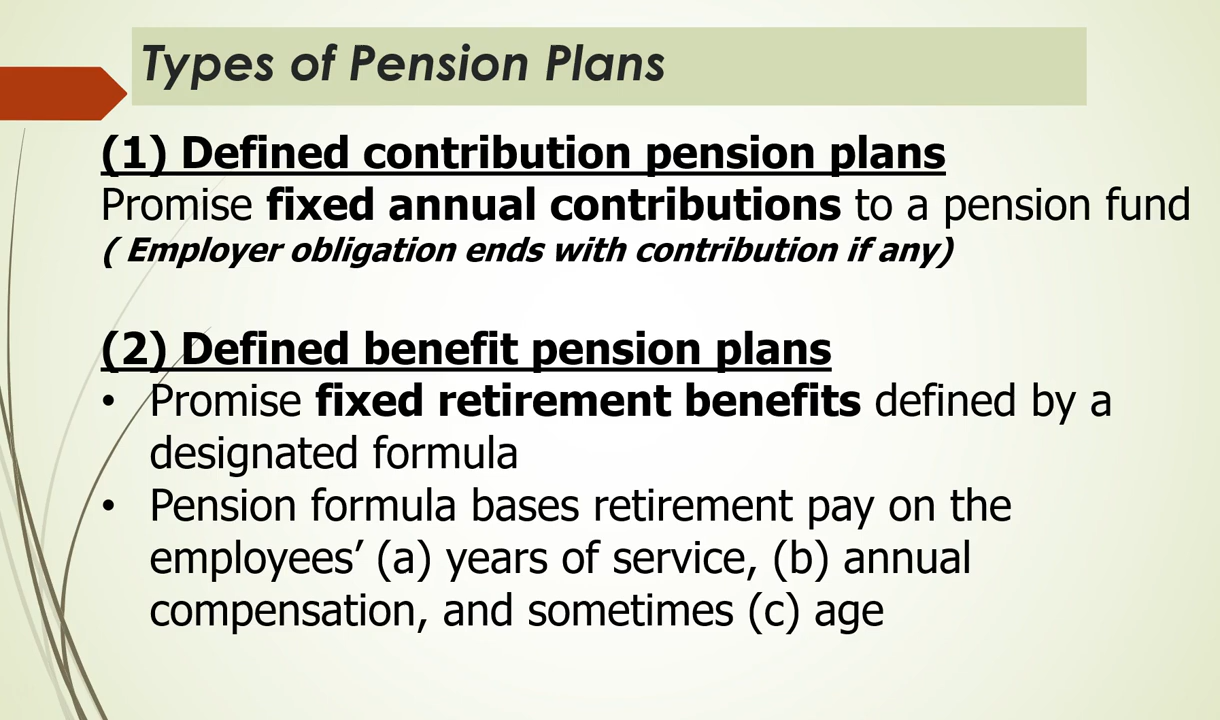 Types of Pension Plans
(1) Defined contribution pension plans
Promise fixed annual contributions to a pension fund
( Employer obligation ends with contribution if any)
(2) Defined benefit pension plans
• Promise fixed retirement benefits defined by a
designated formula
• Pension formula bases retirement pay on the
employees’ (a) years of service, (b) annual
compensation, and sometimes (c) age